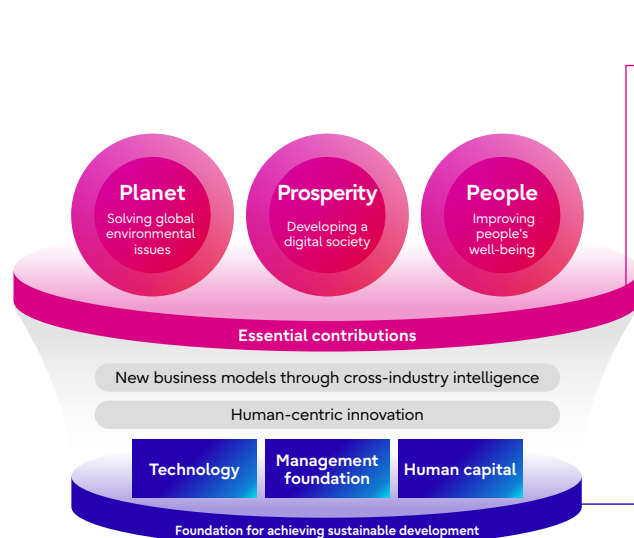 Planet
Solving global
environmental
issues
Prosperity
Developing a
digital society
People
Improving
people's
well-being
Essential contributions
New business models through cross-industry intelligence
Human-centric innovation
Technology
Management
foundation
Human capital
Foundation for achieving sustainable development